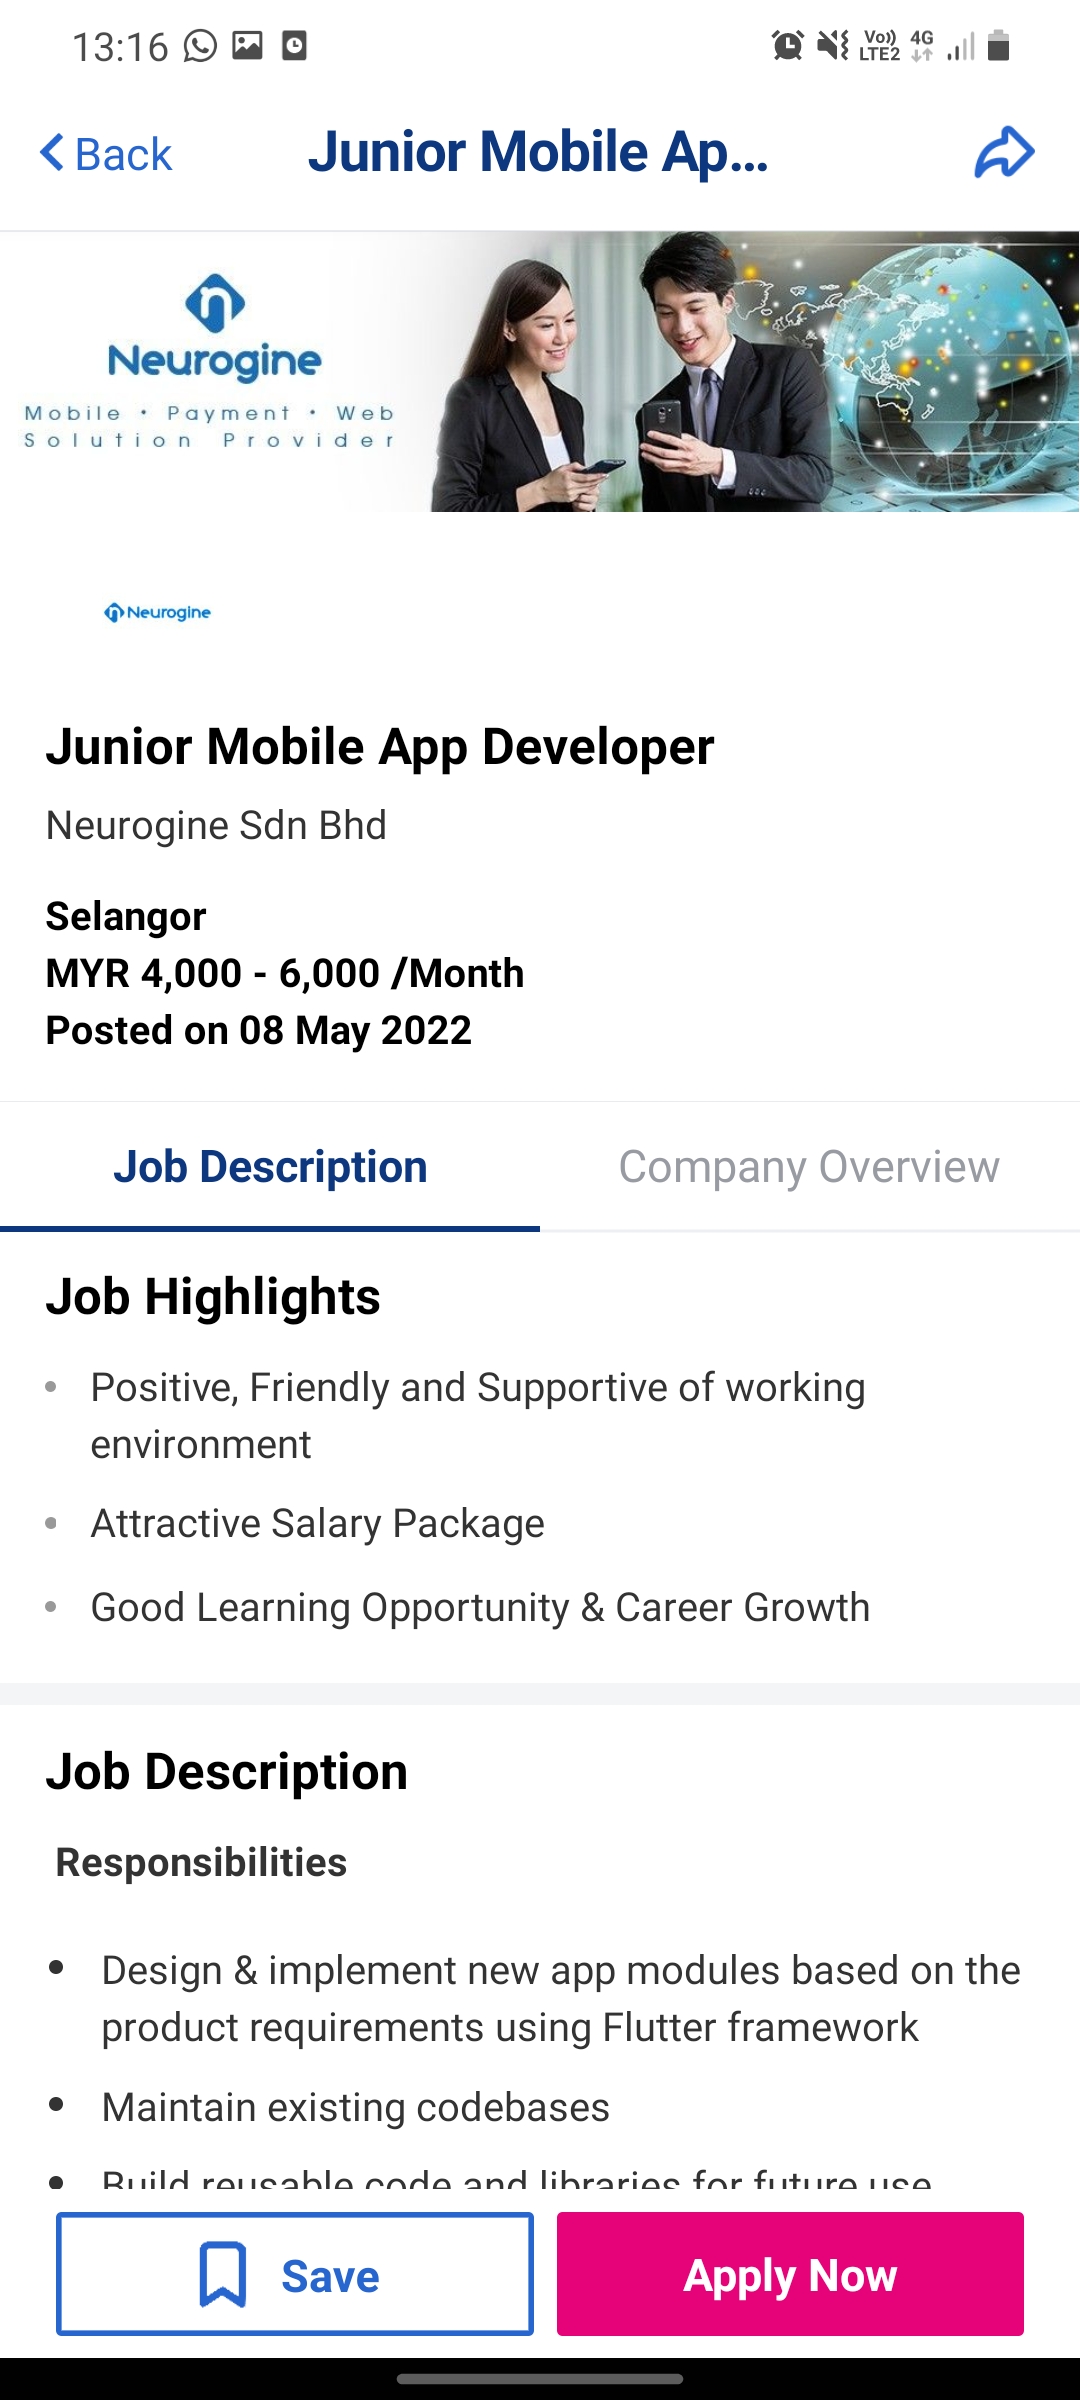 13:16
Vo)) LTE2 4G
Back
Junior Mobile Ap...
Neurogine
Mobile • Payment • Web
Solution Provider
Neurogine
Junior Mobile App Developer
Neurogine Sdn Bhd
Selangor
MYR 4,000 - 6,000 /Month
Posted on 08 May 2022
Job Description
Company Overview
Job Highlights
• Positive, Friendly and Supportive of working
environment
• Attractive Salary Package
• Good Learning Opportunity & Career Growth
Job Description
Responsibilities
• Design & implement new app modules based on the
product requirements using Flutter framework
• Maintain existing codebases
• Build reusable code and libraries for future use
Save
Apply Now